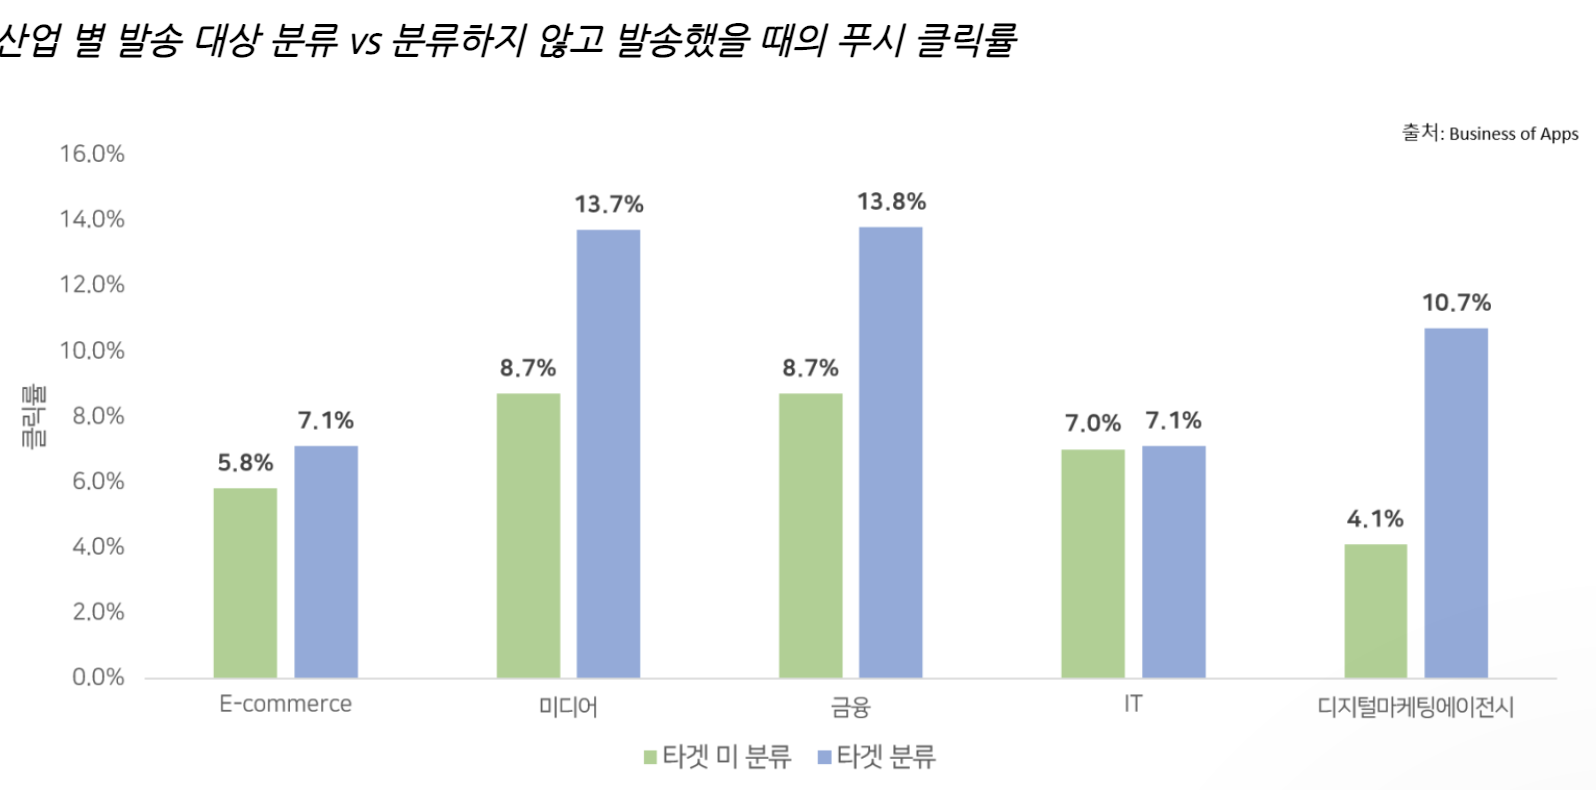 산업 별 발송 대상 분류 vs 분류하지 않고 발송했을 때의 푸시 클릭률
출처: Business of Apps
16.0%
14.0%
12.0%
10.0%
8.0%
6.0%
4.0%
2.0%
0.0%
클릭률
5.8%
7.1%
8.7%
13.7%
8.7%
13.8%
7.0%
7.1%
4.1%
10.7%
E-commerce
미디어
금융
IT
디지털마케팅에이전시
타겟 미 분류
타겟 분류